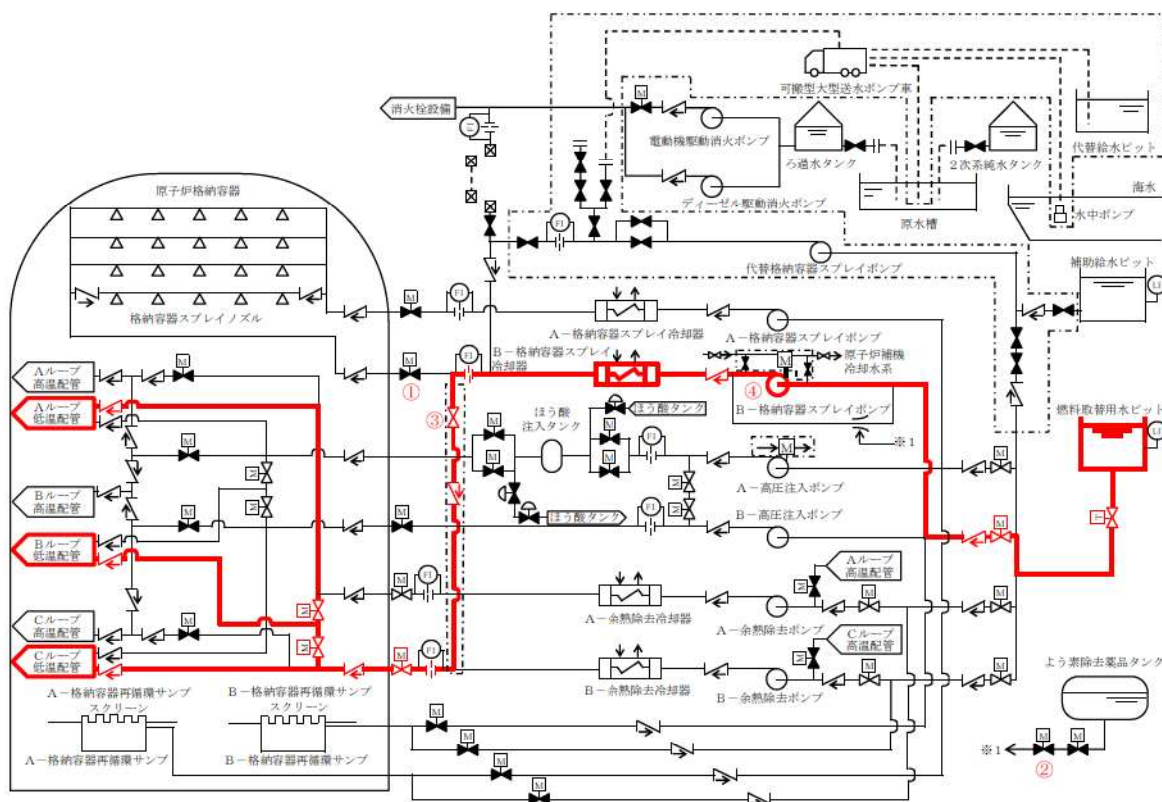 可搬型大型送水ポンプ車
消火栓設備
FI
M
電動機駆動消火ポンプ
ろ過水タンク
2次系純水タンク
代替給水ピット
海水
ディーゼル駆動消火ポンプ
原水槽
水中ポンプ
原子炉格納容器
FI
代替格納容器スプレイポンプ
補助給水ピット
LI
格納容器スプレイノズル
M
FI
A-格納容器スプレイ冷却器
A-格納容器スプレイポンプ
B-格納容器スプレイ
冷却器
原子炉補機
冷却水系
Aループ
高温配管
M
M
①
FI
④
M
Aループ
低温配管
③
ほう酸
注入タンク
ほう酸タンク
B-格納容器スプレイポンプ
※1
燃料取替用水ピット
LI
M
M
M
M
M
FI
M
M
A-高圧注入ポンプ
M
Bループ
高温配管
M
M
M
M
ほう酸タンク
FI
M
B-高圧注入ポンプ
M
T
Bループ
低温配管
Aループ
高温配管
M
FI
M
M
M
A-余熱除去冷却器
A-余熱除去ポンプ
Cループ
高温配管
M
M
Cループ
高温配管
Cループ
低温配管
M
FI
M
M
B-余熱除去冷却器
B-余熱除去ポンプ
よう素除去薬品タンク
A-格納容器再循環サンプ
スクリーン
B-格納容器再循環サンプ
スクリーン
M
M
M
※1
②
A-格納容器再循環サンプ
B-格納容器再循環サンプ
M
M
M